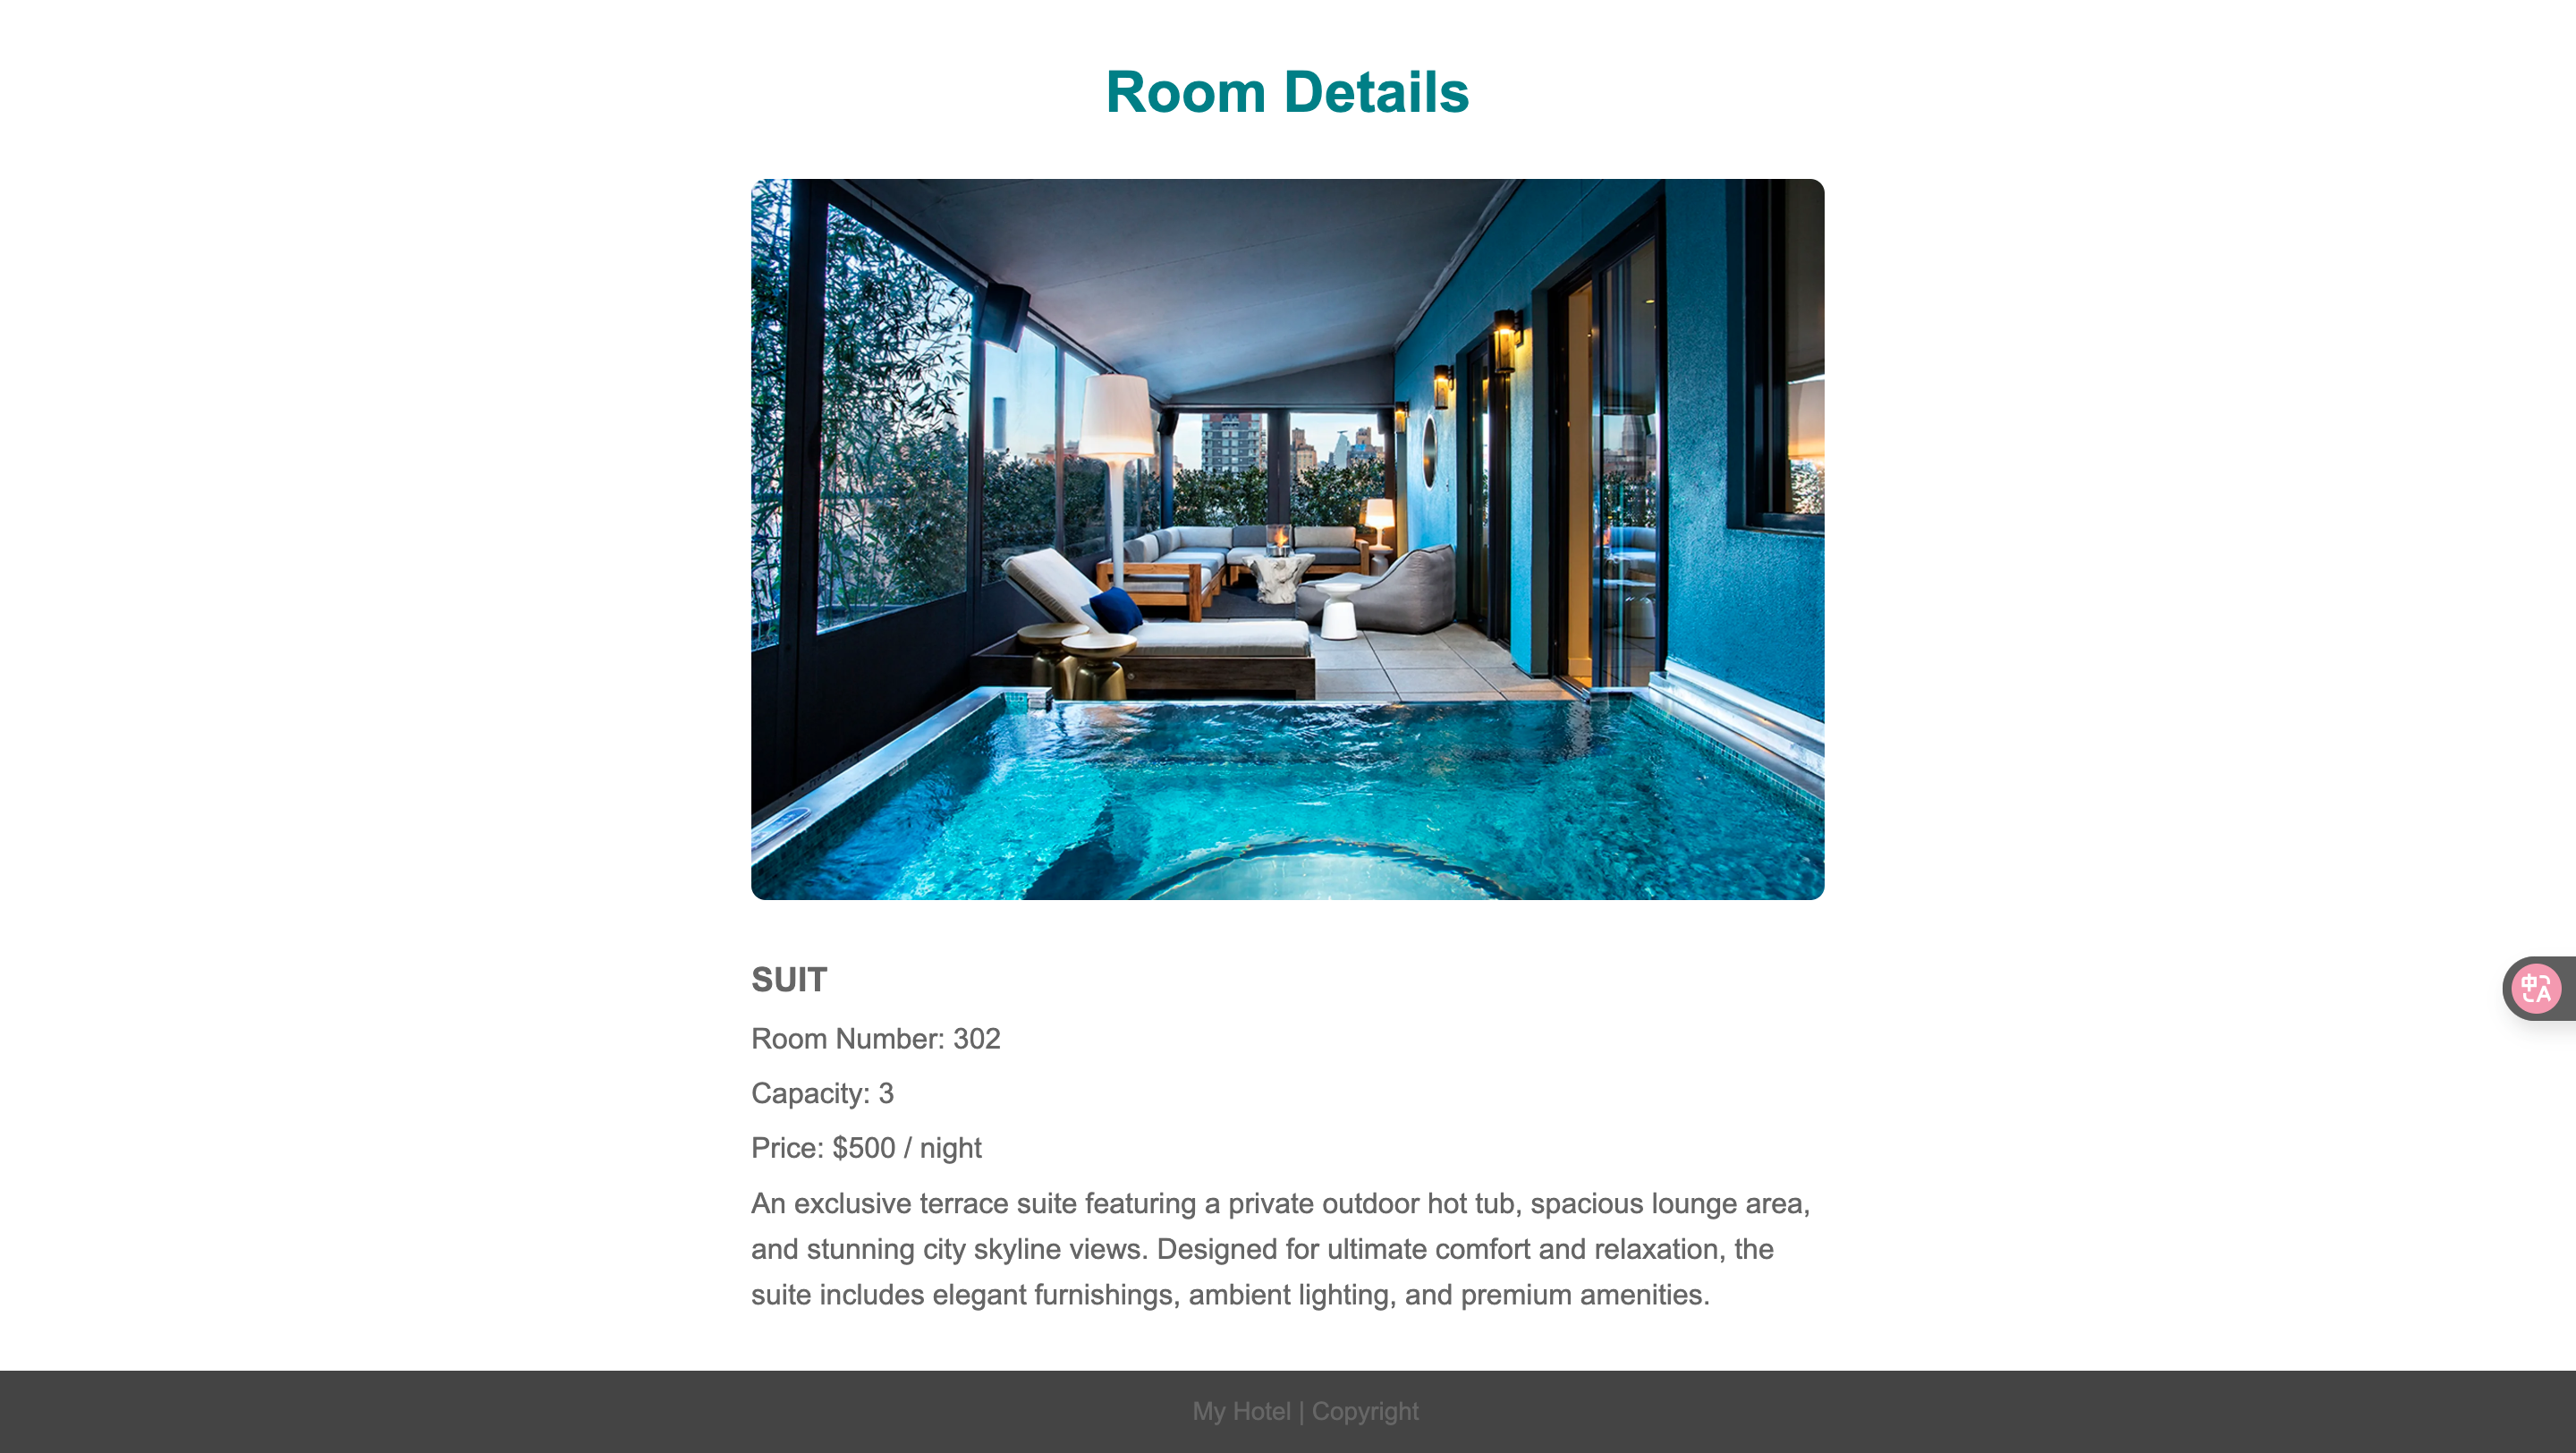 Room Details
SUIT
Room Number: 302
Capacity: 3
Price: $500 / night
An exclusive terrace suite featuring a private outdoor hot tub, spacious lounge area,
and stunning city skyline views. Designed for ultimate comfort and relaxation, the
suite includes elegant furnishings, ambient lighting, and premium amenities.
中A
My Hotel | Copyright